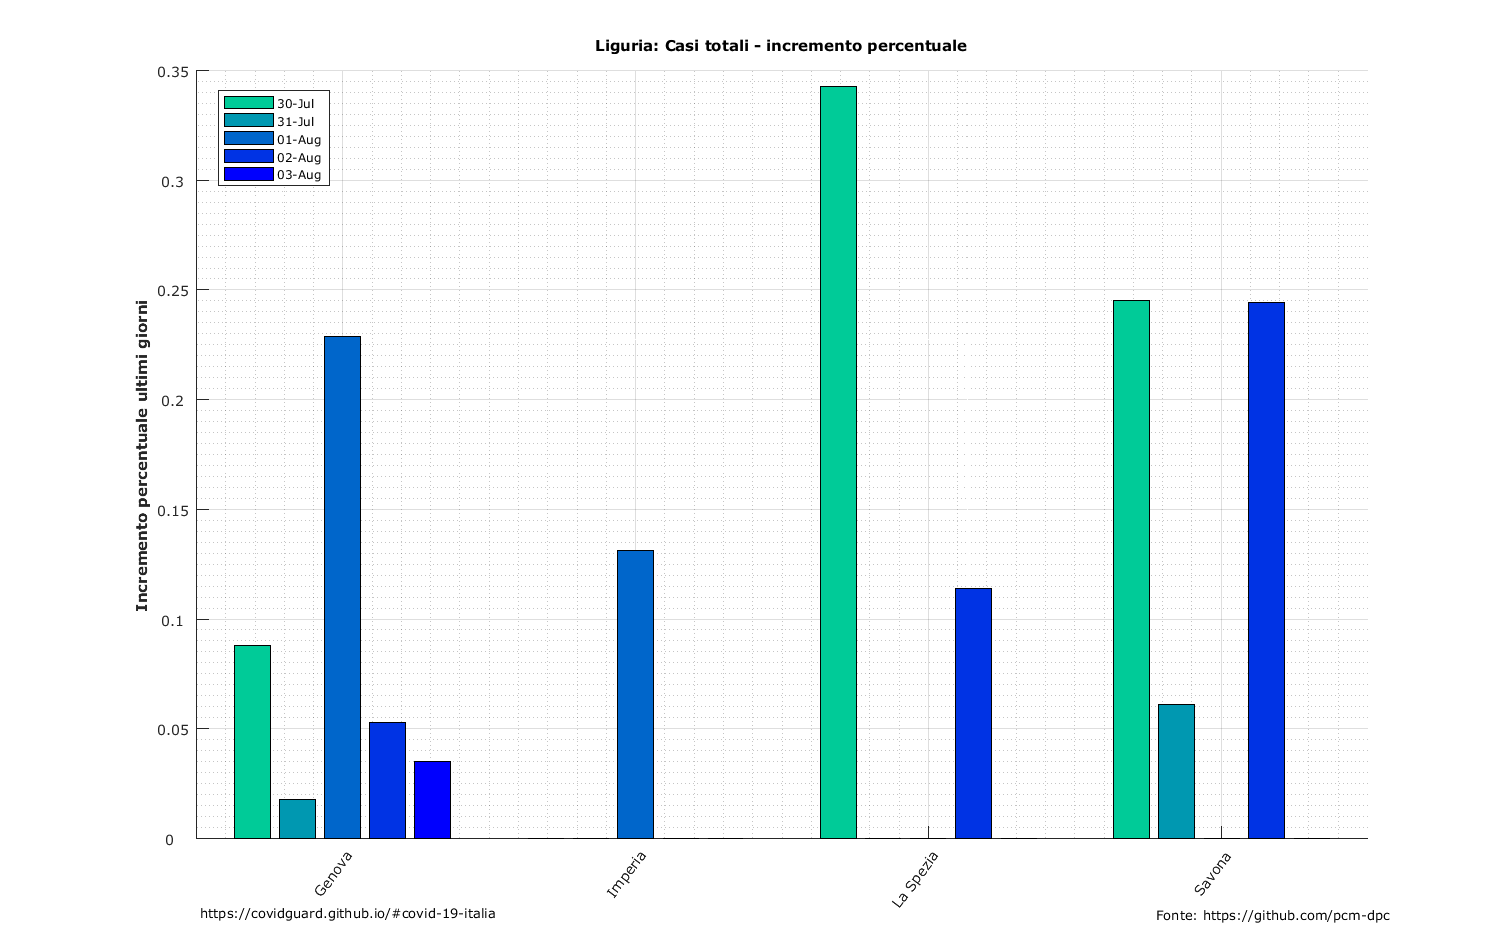 Liguria: Casi totali - incremento percentuale
0.35
0.3
0.25
0.2
0.15
0.1
0.05
0
Incremento percentuale ultimi giorni
30-Jul
31-Jul
01-Aug
02-Aug
03-Aug
Genova
Imperia
La Spezia
Savona
https://covidguard.github.io/#covid-19-italia
Fonte: https://github.com/pcm-dpc